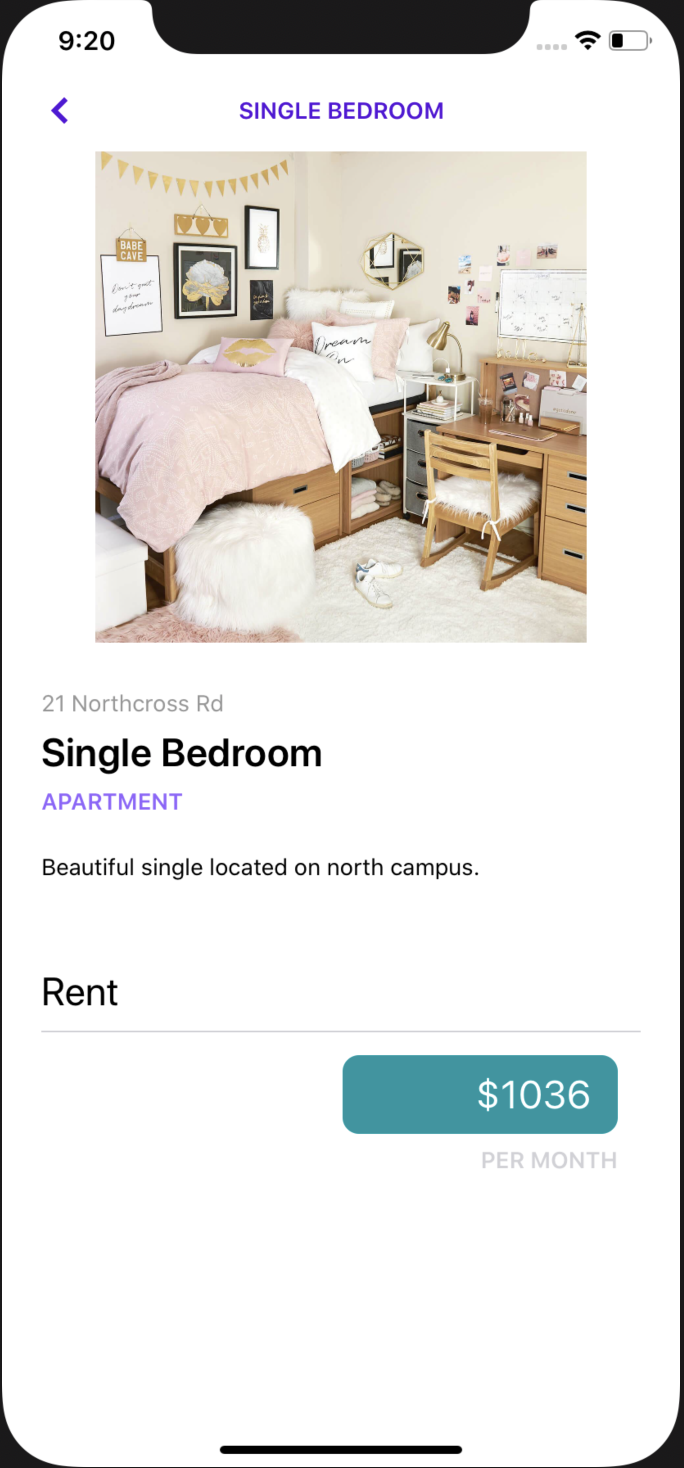 9:20
SINGLE BEDROOM
BABE
CAVE
Don't quit
your
daydream
Dream
On
21 Northcross Rd
Single Bedroom
APARTMENT
Beautiful single located on north campus.
Rent
$1036
PER MONTH